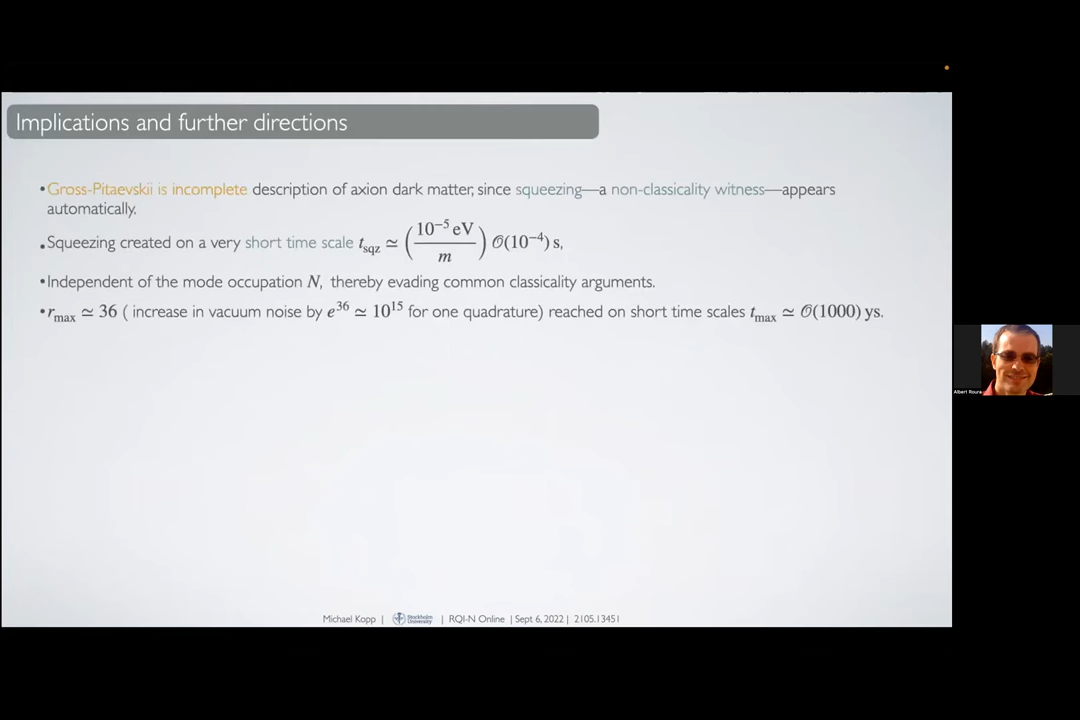 Implications and further directions
•Gross-Pitaevskii is incomplete description of axion dark matter, since squeezing—a non-classicality witness—appears
automatically.
•Squeezing created on a very short time scale t_sqz ≃ (10⁻⁵ eV / m) 𝒪(10⁻⁴) s,
•Independent of the mode occupation N, thereby evading common classicality arguments.
•r_max ≃ 36 ( increase in vacuum noise by e³⁶ ≃ 10¹⁵ for one quadrature) reached on short time scales t_max ≃ 𝒪(1000) ys.
Albert Roura
Michael Kopp | Stockholm University | RQI-N Online | Sept 6, 2022 | 2105.13451